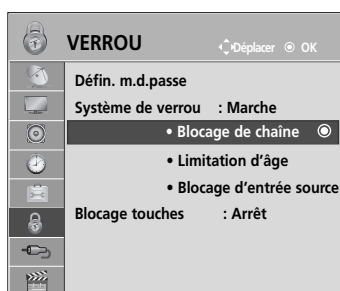 VERROU
Déplacer OK
Défin. m.d.passe
Système de verrou : Marche
• Blocage de chaîne
• Limitation d'âge
• Blocage d'entrée source
Blocage touches : Arrêt